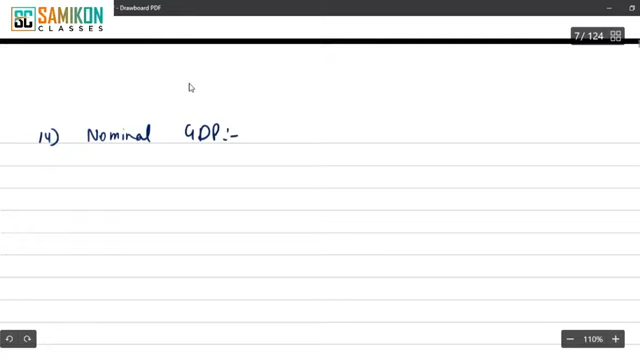 SC SAMIKON CLASSES
- Drawboard PDF
7 / 124
14) Nominal GDP:-
110%